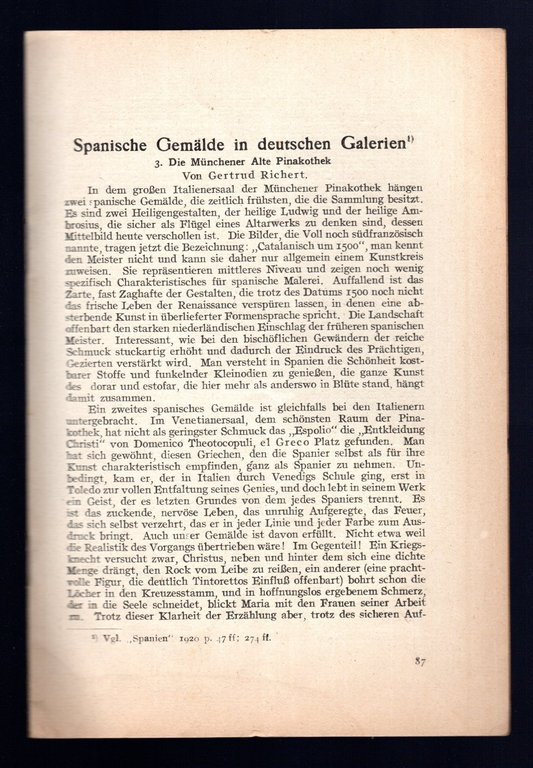 Spanische Gemälde in deutschen Galerien¹)
3. Die Münchener Alte Pinakothek
Von Gertrud Richert.
In dem großen Italienersaal der Münchener Pinakothek hängen
zwei spanische Gemälde, die zeitlich frühsten, die die Sammlung besitzt.
Es sind zwei Heiligengestalten, der heilige Ludwig und der heilige Am-
brosius, die sicher als Flügel eines Altarwerks zu denken sind, dessen
Mittelbild heute verschollen ist. Die Bilder, die Voll noch südfranzösisch
nannte, tragen jetzt die Bezeichnung: „Catalanisch um 1500“, man kennt
den Meister nicht und kann sie daher nur allgemein einem Kunstkreis
zuweisen. Sie repräsentieren mittleres Niveau und zeigen noch wenig
spezifisch Charakteristisches für spanische Malerei. Auffallend ist das
Zarte, fast Zaghafte der Gestalten, die trotz des Datums 1500 noch nicht
das frische Leben der Renaissance verspüren lassen, in denen eine ab-
sterbende Kunst in überlieferter Formensprache spricht. Die Landschaft
offenbart den starken niederländischen Einschlag der früheren spanischen
Meister. Interessant, wie bei den bischöflichen Gewändern der reiche
Schmuck stuckartig erhöht und dadurch der Eindruck des Prächtigen,
Gezierten verstärkt wird. Man versteht in Spanien die Schönheit kost-
barer Stoffe und funkelnder Kleinodien zu genießen, die ganze Kunst
des dorar und estofar, die hier mehr als anderswo in Blüte stand, hängt
damit zusammen.
Ein zweites spanisches Gemälde ist gleichfalls bei den Italienern
untergebracht. Im Venetianersaal, dem schönsten Raum der Pina-
kothek, hat nicht als geringster Schmuck das „Espolio“ die „Entkleidung
Christi“ von Domenico Theotocopuli, el Greco Platz gefunden. Man
hat sich gewöhnt, diesen Griechen, den die Spanier selbst als für ihre
Kunst charakteristisch empfinden, ganz als Spanier zu nehmen. Un-
bedingt, kam er, der in Italien durch Venedigs Schule ging, erst in
Toledo zur vollen Entfaltung seines Genies, und doch lebt in seinem Werk
ein Geist, der es letzten Grundes von dem jedes Spaniers trennt. Es
ist das zuckende, nervöse Leben, das unruhig Aufgeregte, das Feuer,
das sich selbst verzehrt, das er in jeder Linie und jeder Farbe zum Aus-
druck bringt. Auch unser Gemälde ist davon erfüllt. Nicht etwa weil
die Realistik des Vorgangs übertrieben wäre! Im Gegenteil! Ein Kriegs-
knecht versucht zwar, Christus, neben und hinter dem sich eine dichte
Menge drängt, den Rock vom Leibe zu reißen, ein anderer (eine pracht-
volle Figur, die deutlich Tintorettos Einfluß offenbart) bohrt schon die
Löcher in den Kreuzesstamm, und in hoffnungslos ergebenem Schmerz,
der in die Seele schneidet, blickt Maria mit den Frauen seiner Arbeit
zu. Trotz dieser Klarheit der Erzählung aber, trotz des sicheren Auf-
¹) Vgl. „Spanien“ 1920 p. 47 ff; 274 ff.
87